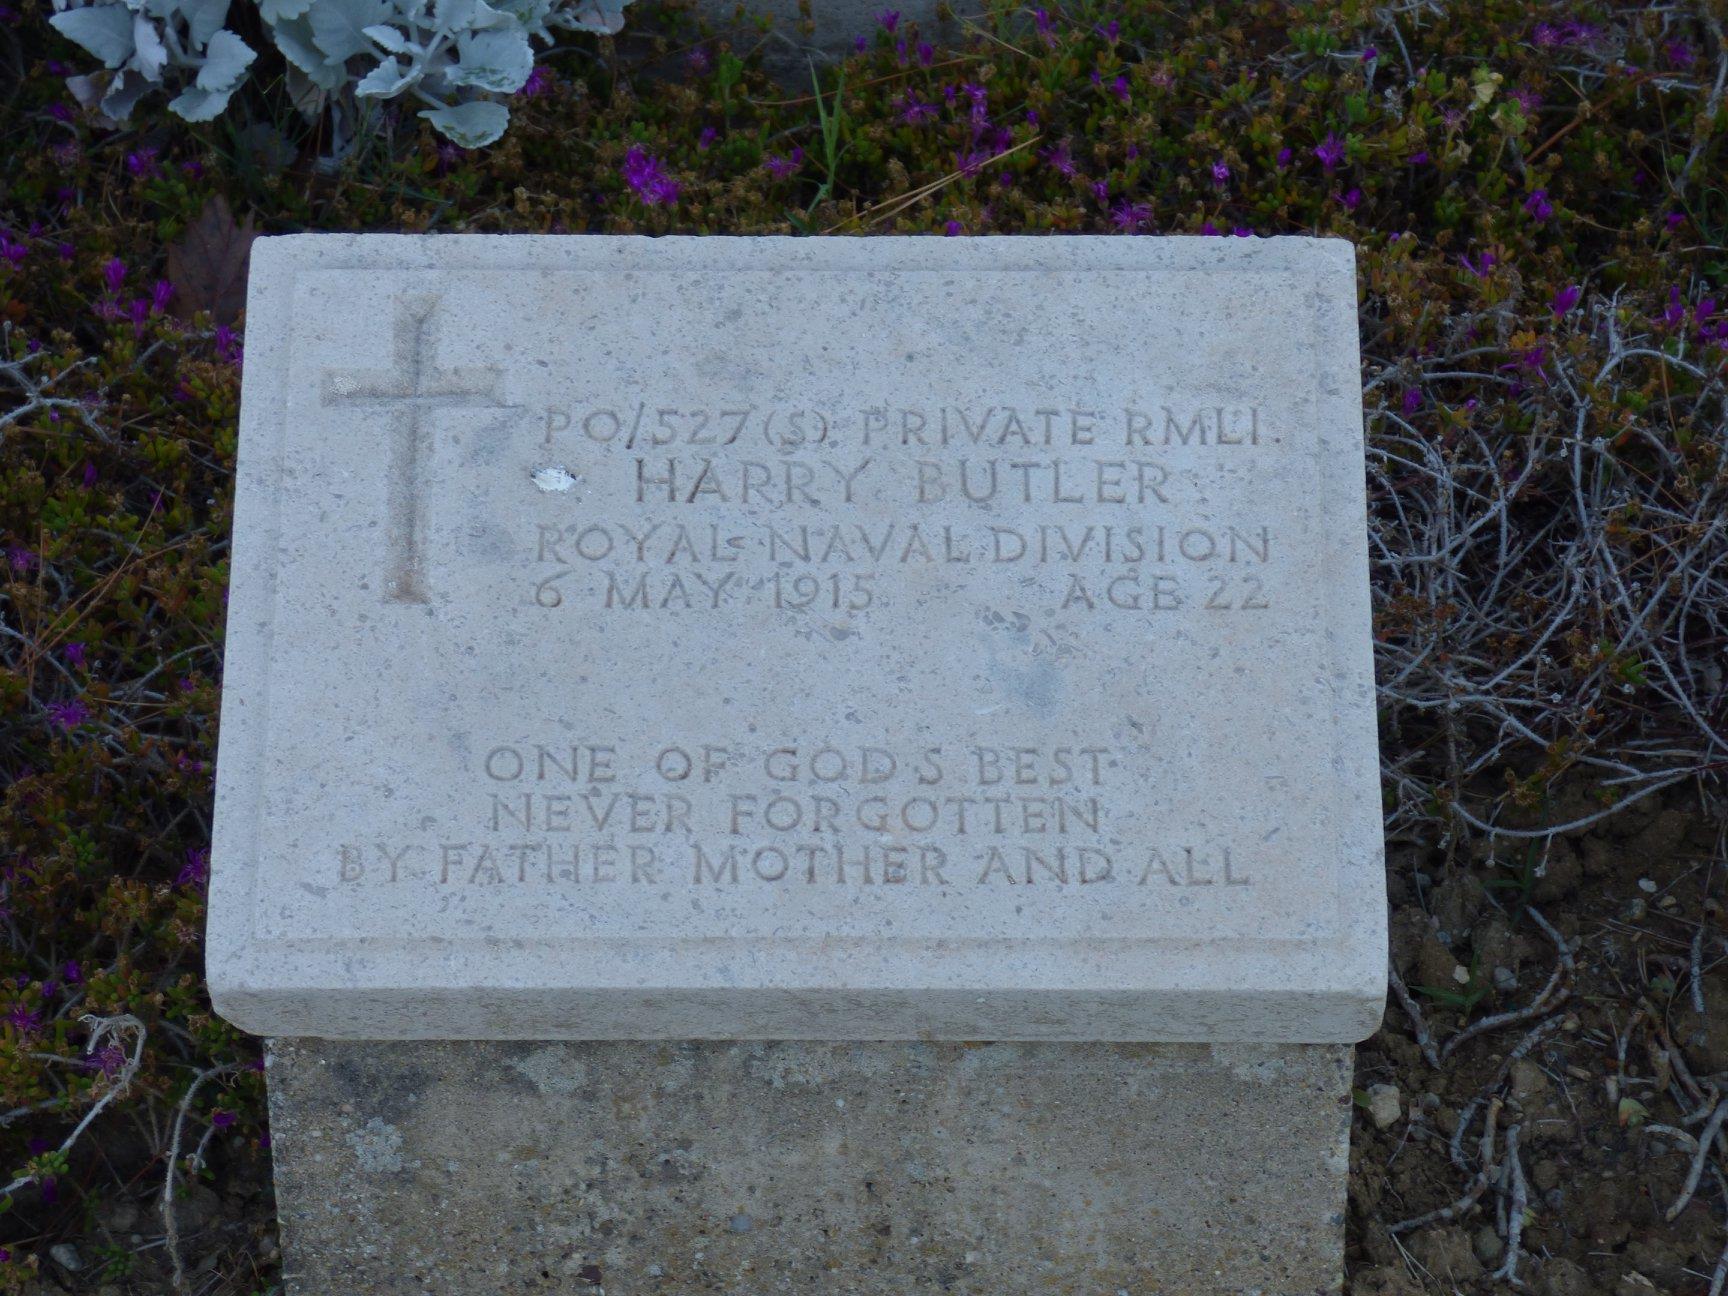 PO/527(S) PRIVATE RMLI.
HARRY BUTLER
ROYAL NAVAL DIVISION
6 MAY 1915 AGE 22
ONE OF GOD'S BEST
NEVER FORGOTTEN
BY FATHER MOTHER AND ALL